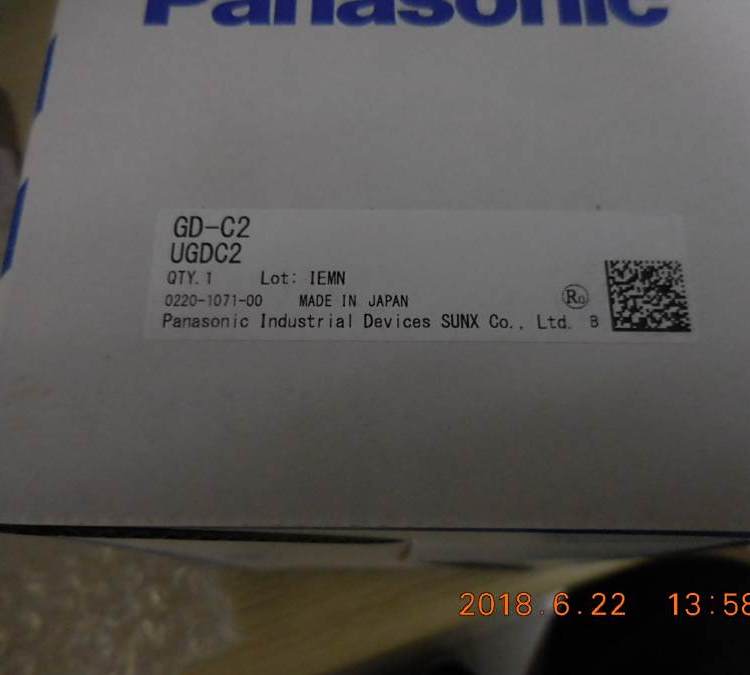 Panasonic
GD-C2
UGDC2
QTY. 1 Lot: IEMN
0220-1071-00 MADE IN JAPAN
Ro
Panasonic Industrial Devices SUNX Co., Ltd. B
2018.6.22 13:58